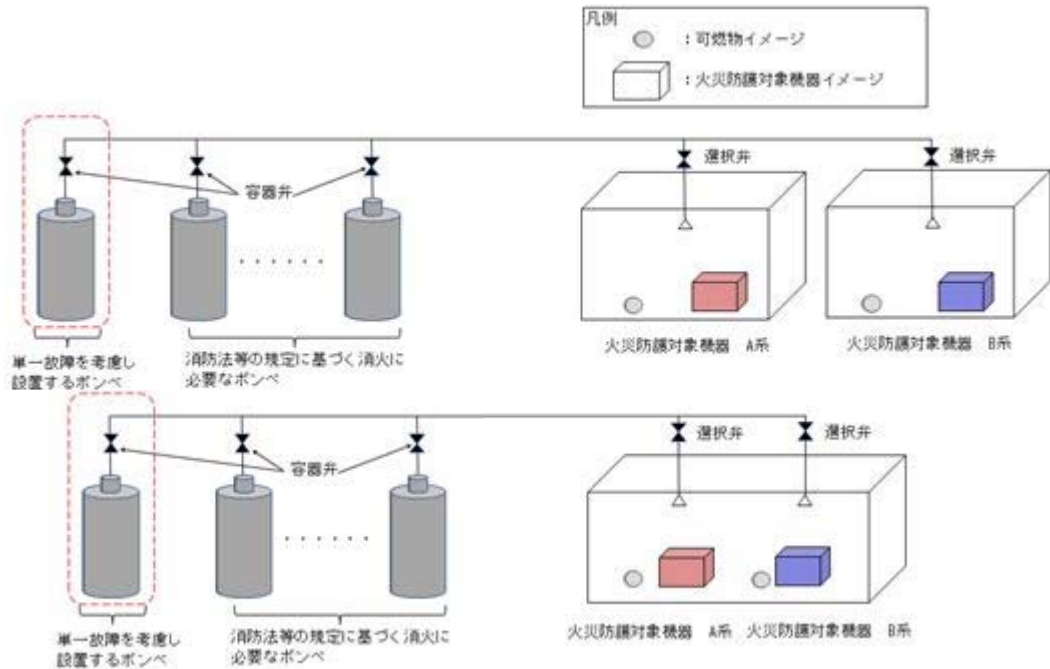 凡例
：可燃物イメージ
：火災防護対象機器イメージ
選択弁
選択弁
容器弁
単一故障を考慮し
設置するボンベ
消防法等の規定に基づく消火に
必要なボンベ
火災防護対象機器 A系
火災防護対象機器 B系
選択弁
選択弁
容器弁
単一故障を考慮し
設置するボンベ
消防法等の規定に基づく消火に
必要なボンベ
火災防護対象機器 A系
火災防護対象機器 B系